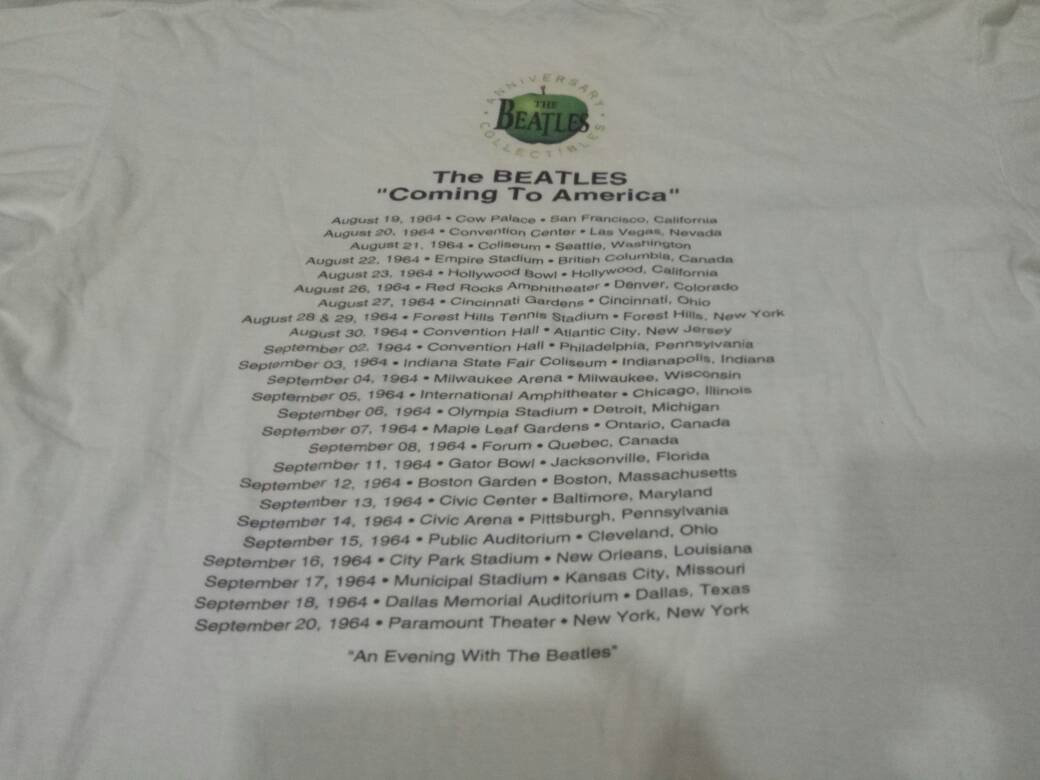 ANNIVERSARY
THE
BEATLES
COLLECTIBLES
The BEATLES
"Coming To America"
August 19, 1964 • Cow Palace • San Francisco, California
August 20, 1964 • Convention Center • Las Vegas, Nevada
August 21, 1964 • Coliseum • Seattle, Washington
August 22, 1964 • Empire Stadium • British Columbia, Canada
August 23, 1964 • Hollywood Bowl • Hollywood, California
August 26, 1964 • Red Rocks Amphitheater • Denver, Colorado
August 27, 1964 • Cincinnati Gardens • Cincinnati, Ohio
August 28 & 29, 1964 • Forest Hills Tennis Stadium • Forest Hills, New York
August 30, 1964 • Convention Hall • Atlantic City, New Jersey
September 02, 1964 • Convention Hall • Philadelphia, Pennsylvania
September 03, 1964 • Indiana State Fair Coliseum • Indianapolis, Indiana
September 04, 1964 • Milwaukee Arena • Milwaukee, Wisconsin
September 05, 1964 • International Amphitheater • Chicago, Illinois
September 06, 1964 • Olympia Stadium • Detroit, Michigan
September 07, 1964 • Maple Leaf Gardens • Ontario, Canada
September 08, 1964 • Forum • Quebec, Canada
September 11, 1964 • Gator Bowl • Jacksonville, Florida
September 12, 1964 • Boston Garden • Boston, Massachusetts
September 13, 1964 • Civic Center • Baltimore, Maryland
September 14, 1964 • Civic Arena • Pittsburgh, Pennsylvania
September 15, 1964 • Public Auditorium • Cleveland, Ohio
September 16, 1964 • City Park Stadium • New Orleans, Louisiana
September 17, 1964 • Municipal Stadium • Kansas City, Missouri
September 18, 1964 • Dallas Memorial Auditorium • Dallas, Texas
September 20, 1964 • Paramount Theater • New York, New York
"An Evening With The Beatles"